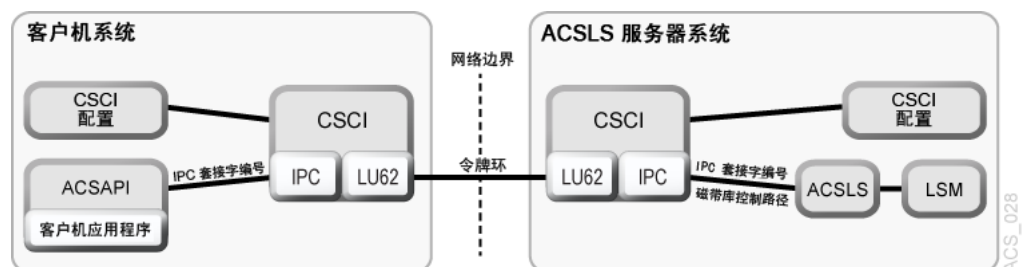 客户机系统
CSCI
配置
ACSAPI
客户机应用程序
IPC 套接字编号
CSCI
IPC
LU62
网络边界
令牌环
ACSLS 服务器系统
CSCI
LU62
IPC
IPC 套接字编号
磁带库控制路径
CSCI
配置
ACSLS
LSM
ACS_028